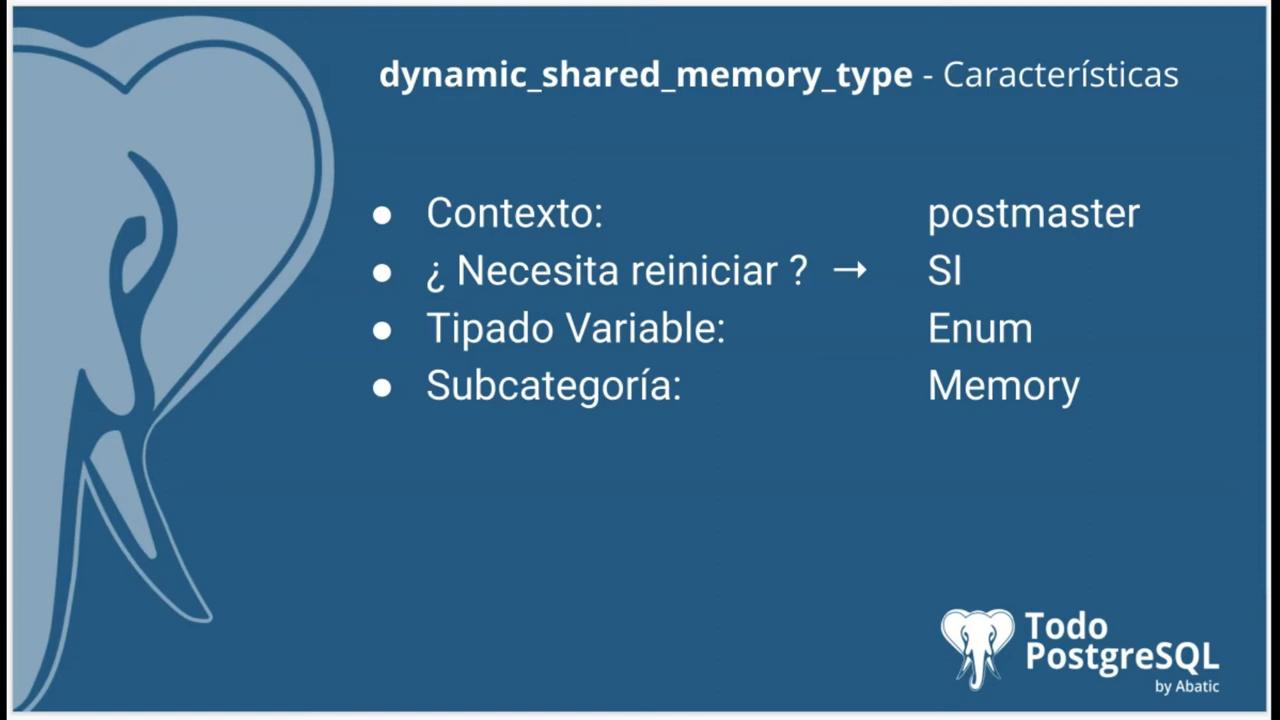 dynamic_shared_memory_type - Características
● Contexto: postmaster
● ¿ Necesita reiniciar ? → SI
● Tipado Variable: Enum
● Subcategoría: Memory
Todo
PostgreSQL
by Abatic